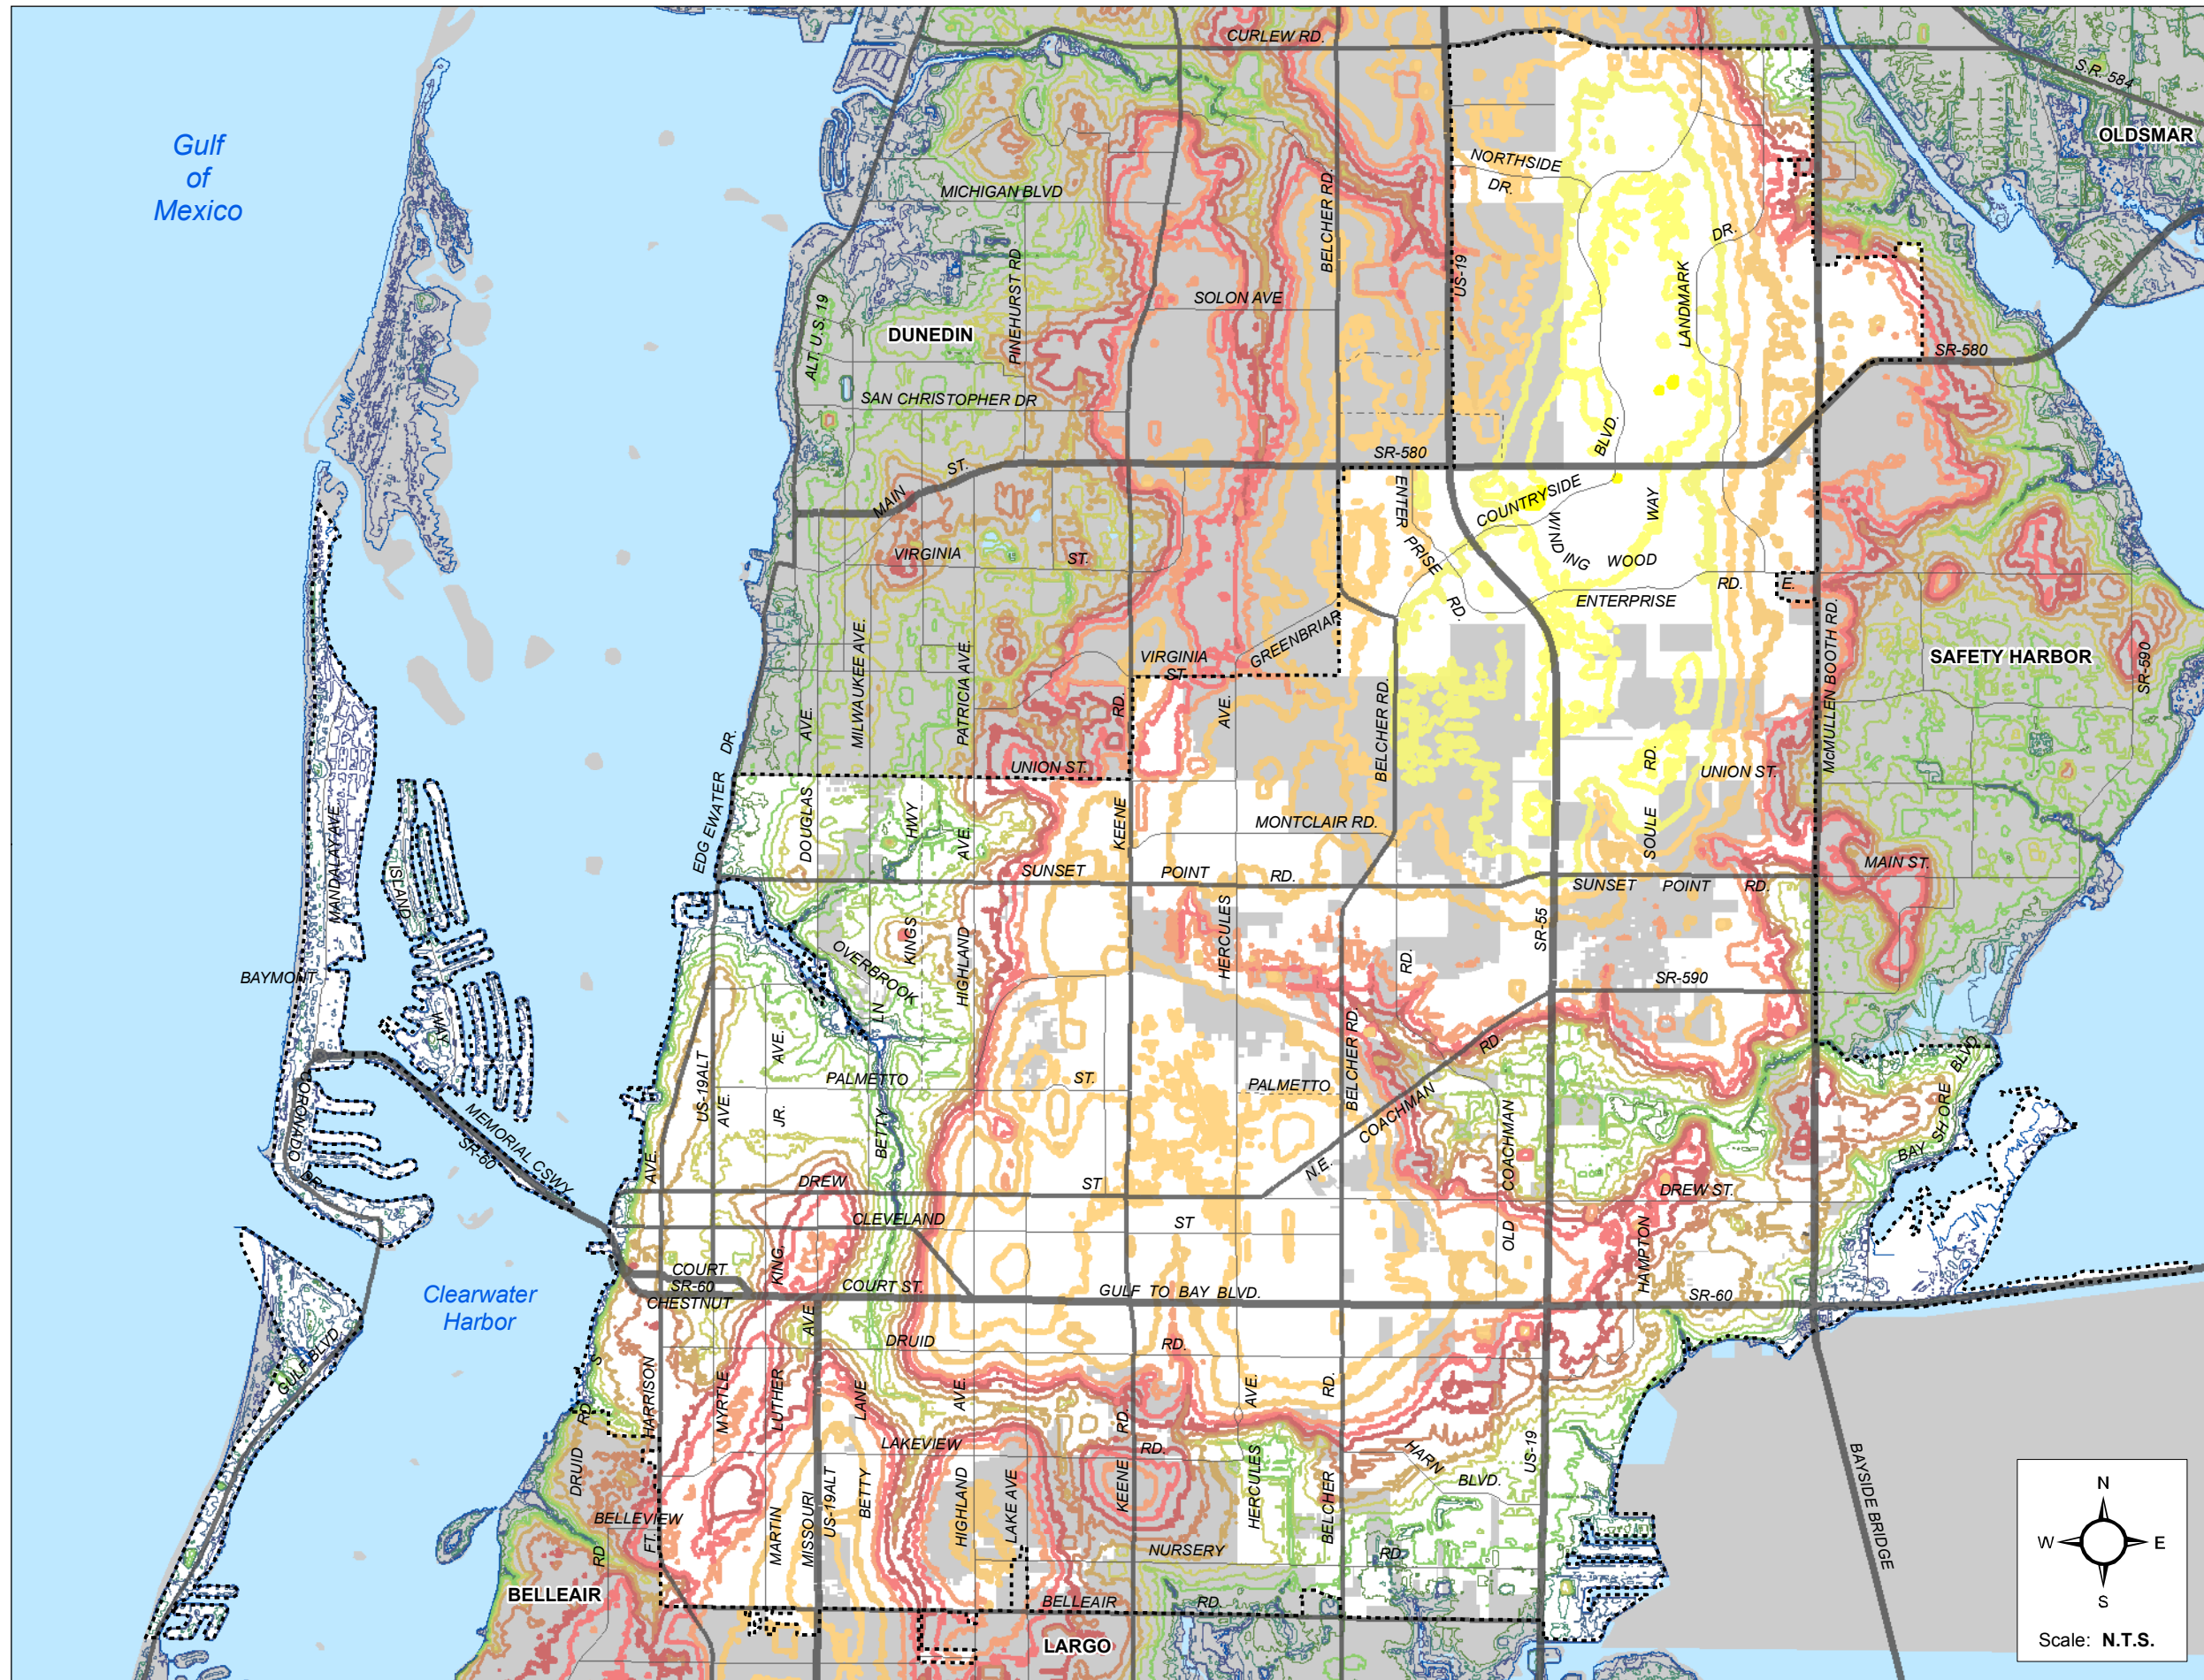 CURLEW RD.
S.R. 584
OLDSMAR
Gulf
of
Mexico
NORTHSIDE
DR.
MICHIGAN BLVD
BELCHER RD.
US-19
DR.
LANDMARK
PINEHURST RD
SOLON AVE
ALT. U.S. 19
DUNEDIN
SR-580
SAN CHRISTOPHER DR
BLVD.
MAIN
ST.
SR-580
ENTER
PRISE
RD.
COUNTRYSIDE
WAY
WIND
ING
WOOD
VIRGINIA
ST.
RD.
E.
ENTERPRISE
GREENBRIAR
McMULLEN BOOTH RD.
SAFETY HARBOR
SR-590
VIRGINIA
ST.
MILWAUKEE AVE.
PATRICIA AVE.
AVE.
RD.
AVE.
BELCHER RD.
DR.
UNION ST.
RD.
UNION ST.
EDG EWATER
DOUGLAS
HWY
AVE.
KEENE
MONTCLAIR RD.
SOULE
MAIN ST.
MANDALAY AVE
ISLAND
SUNSET
POINT
RD.
SUNSET
POINT
RD.
HERCULES
SR-55
KINGS
HIGHLAND
OVERBROOK
RD.
SR-590
BAYMONT
WAY
LN
BELCHER RD.
RD.
AVE.
US-19ALT
PALMETTO
ST.
PALMETTO
CORONADO
DR.
MEMORIAL CSWY
SR-60
AVE.
JR.
BETTY
COACHMAN
N.E.
COACHMAN
OLD
BAY
SHORE
BLVD
AVE.
DREW
ST
DREW ST.
CLEVELAND
ST
HAMPTON
KING,
COURT
SR-60
CHESTNUT
COURT ST.
GULF TO BAY BLVD.
SR-60
Clearwater
Harbor
GULF BLVD
AVE
DRUID
RD.
S
RD
DRUID
HARRISON
FT.
MYRTLE
LUTHER
MARTIN
LANE
BETTY
AVE.
HIGHLAND
RD.
KEENE
AVE.
HERCULES
RD.
BELCHER
LAKEVIEW
RD.
HARN
BLVD.
US-19
BAYSIDE BRIDGE
MISSOURI
US-19ALT
LAKE AVE
BELLEVIEW
RD
NURSERY
RD.
BELLEAIR
BELLEAIR
RD.
LARGO
N
W
E
S
Scale: N.T.S.